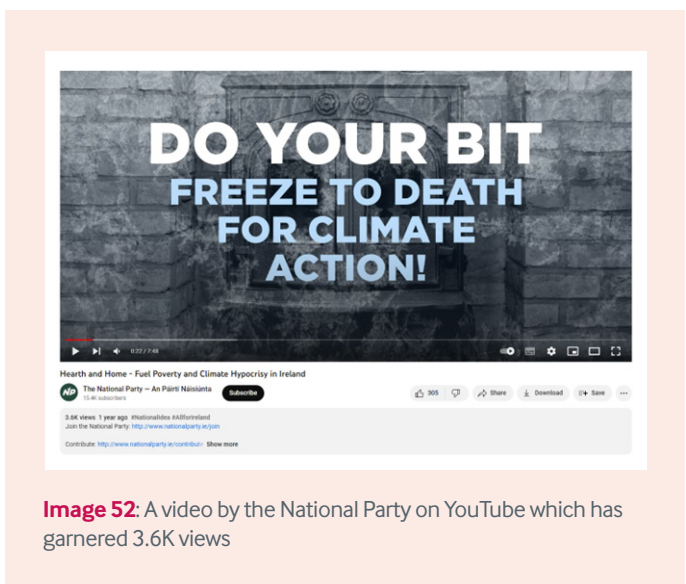 DO YOUR BIT
FREEZE TO DEATH
FOR CLIMATE
ACTION!
0:22 / 7:48
Hearth and Home - Fuel Poverty and Climate Hypocrisy in Ireland
NP
The National Party — An Páirtí Náisiúnta
15.4K subscribers
Subscribe
305
Share
Download
Save
3.6K views 1 year ago #NationalIdea #ABforIreland
Join the National Party: http://www.nationalparty.ie/join
Contribute: http://www.nationalparty.ie/contribut Show more
Image 52: A video by the National Party on YouTube which has
garnered 3.6K views